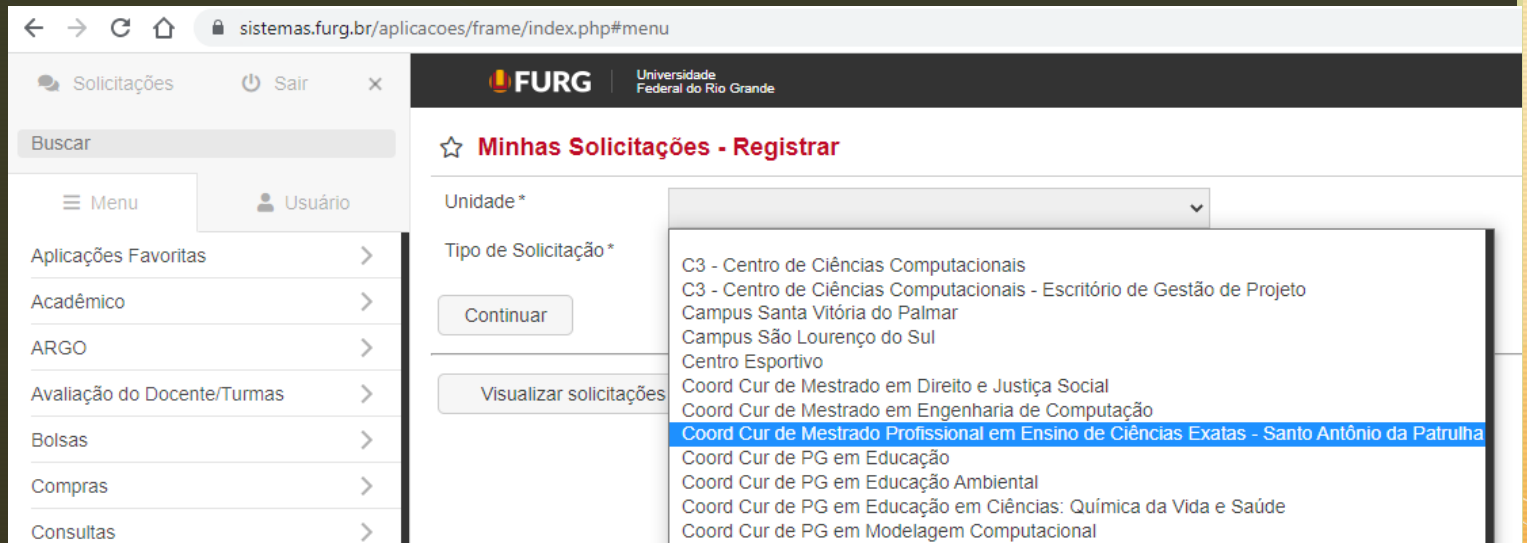 sistemas.furg.br/aplicacoes/frame/index.php#menu
Solicitações Sair ×
Buscar
Menu Usuário
Aplicações Favoritas
Acadêmico
ARGO
Avaliação do Docente/Turmas
Bolsas
Compras
Consultas
FURG Universidade
Federal do Rio Grande
Minhas Solicitações - Registrar
Unidade *
Tipo de Solicitação *
Continuar
Visualizar solicitações
C3 - Centro de Ciências Computacionais
C3 - Centro de Ciências Computacionais - Escritório de Gestão de Projeto
Campus Santa Vitória do Palmar
Campus São Lourenço do Sul
Centro Esportivo
Coord Cur de Mestrado em Direito e Justiça Social
Coord Cur de Mestrado em Engenharia de Computação
Coord Cur de Mestrado Profissional em Ensino de Ciências Exatas - Santo Antônio da Patrulha
Coord Cur de PG em Educação
Coord Cur de PG em Educação Ambiental
Coord Cur de PG em Educação em Ciências: Química da Vida e Saúde
Coord Cur de PG em Modelagem Computacional